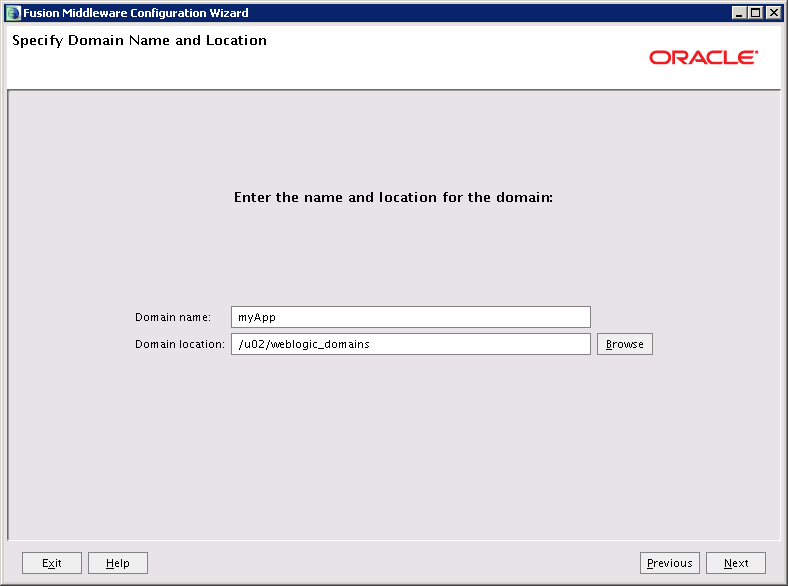 Fusion Middleware Configuration Wizard
Specify Domain Name and Location
ORACLE
Enter the name and location for the domain:
Domain name: myApp
Domain location: /u02/weblogic_domains Browse
Exit Help Previous Next